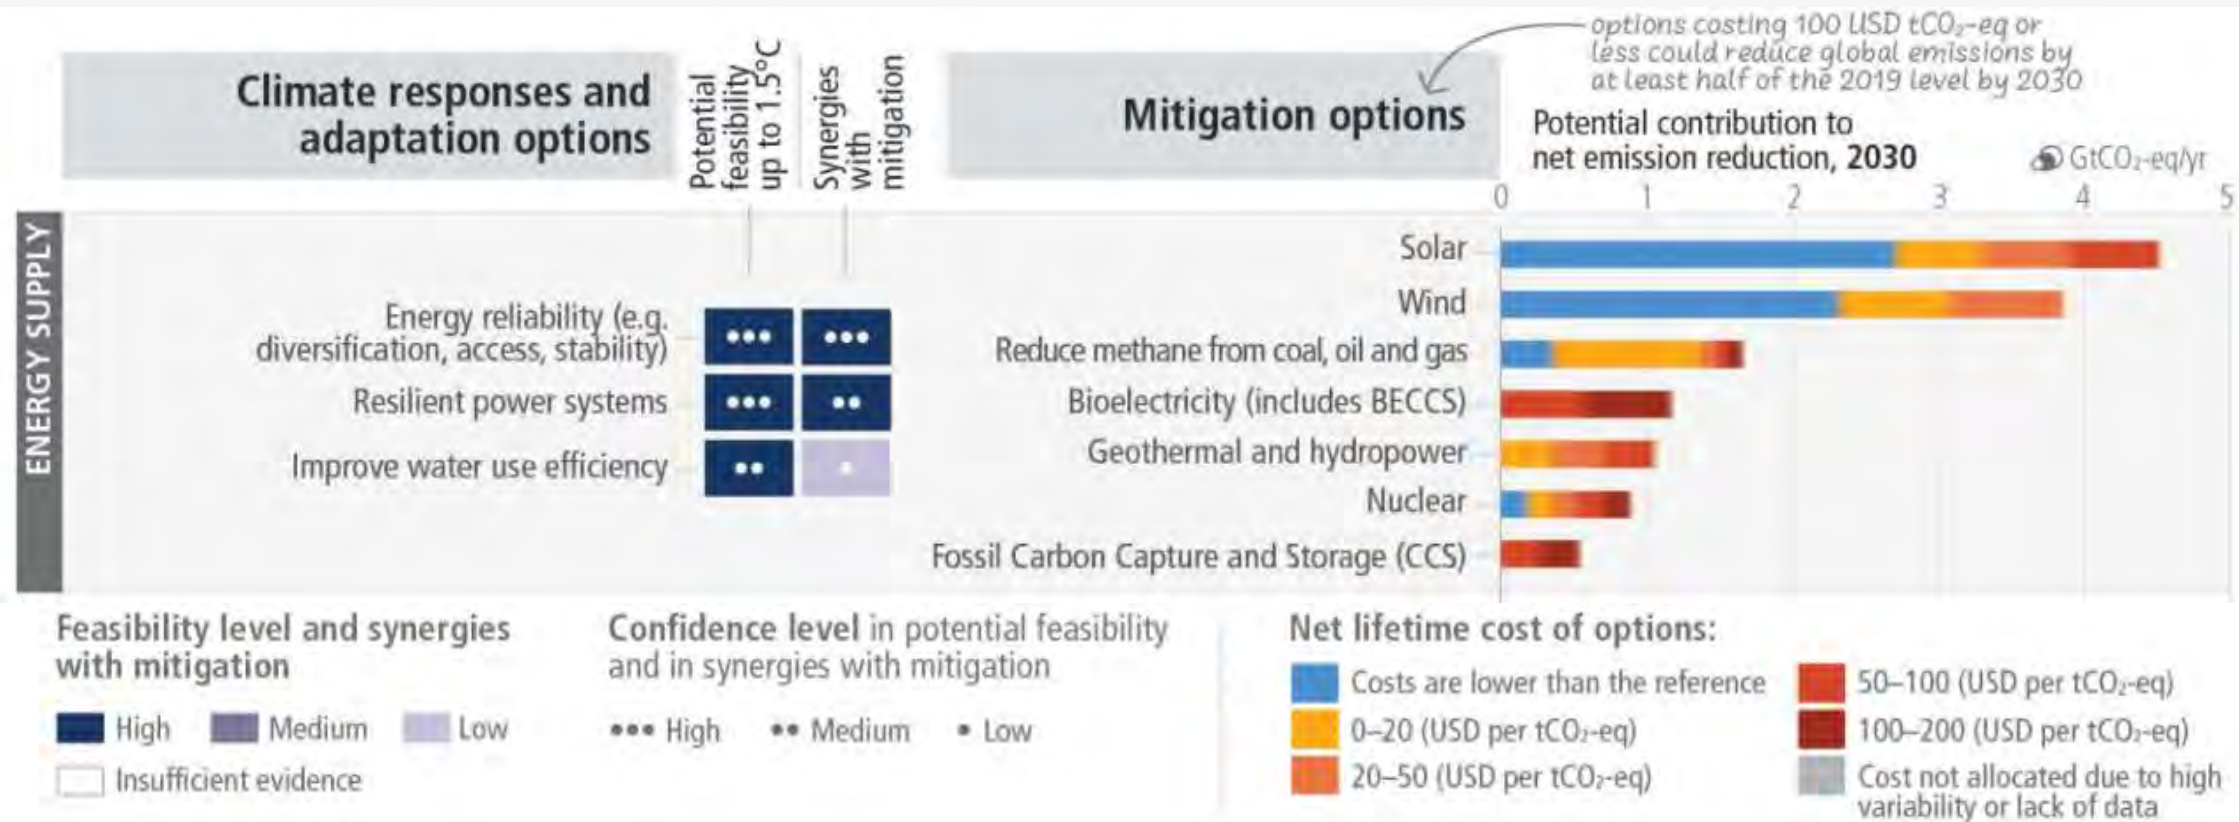 Climate responses and
adaptation options
Potential
feasibility
up to 1.5°C
Synergies
with
mitigation
Mitigation options
options costing 100 USD tCO₂-eq or
less could reduce global emissions by
at least half of the 2019 level by 2030
Potential contribution to
net emission reduction, 2030
GtCO₂-eq/yr
0 1 2 3 4 5
ENERGY SUPPLY
Energy reliability (e.g.
diversification, access, stability)
Resilient power systems
Improve water use efficiency
Solar
Wind
Reduce methane from coal, oil and gas
Bioelectricity (includes BECCS)
Geothermal and hydropower
Nuclear
Fossil Carbon Capture and Storage (CCS)
Feasibility level and synergies
with mitigation
High Medium Low
Insufficient evidence
Confidence level in potential feasibility
and in synergies with mitigation
••• High •• Medium • Low
Net lifetime cost of options:
Costs are lower than the reference
0–20 (USD per tCO₂-eq)
20–50 (USD per tCO₂-eq)
50–100 (USD per tCO₂-eq)
100–200 (USD per tCO₂-eq)
Cost not allocated due to high
variability or lack of data